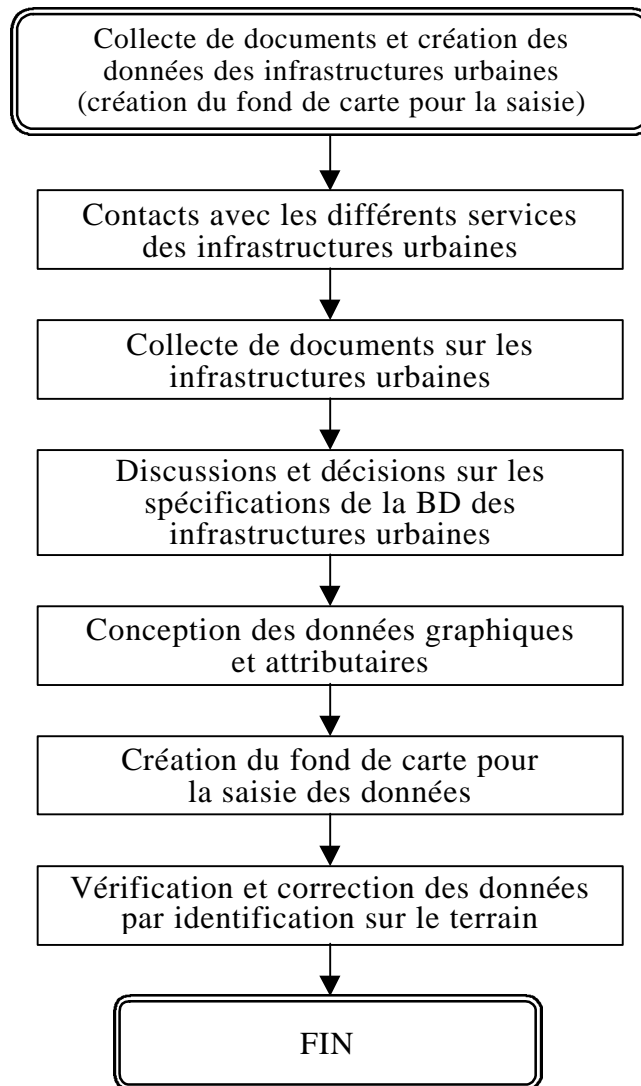 Collecte de documents et création des
données des infrastructures urbaines
(création du fond de carte pour la saisie)
Contacts avec les différents services
des infrastructures urbaines
Collecte de documents sur les
infrastructures urbaines
Discussions et décisions sur les
spécifications de la BD des
infrastructures urbaines
Conception des données graphiques
et attributaires
Création du fond de carte pour
la saisie des données
Vérification et correction des données
par identification sur le terrain
FIN